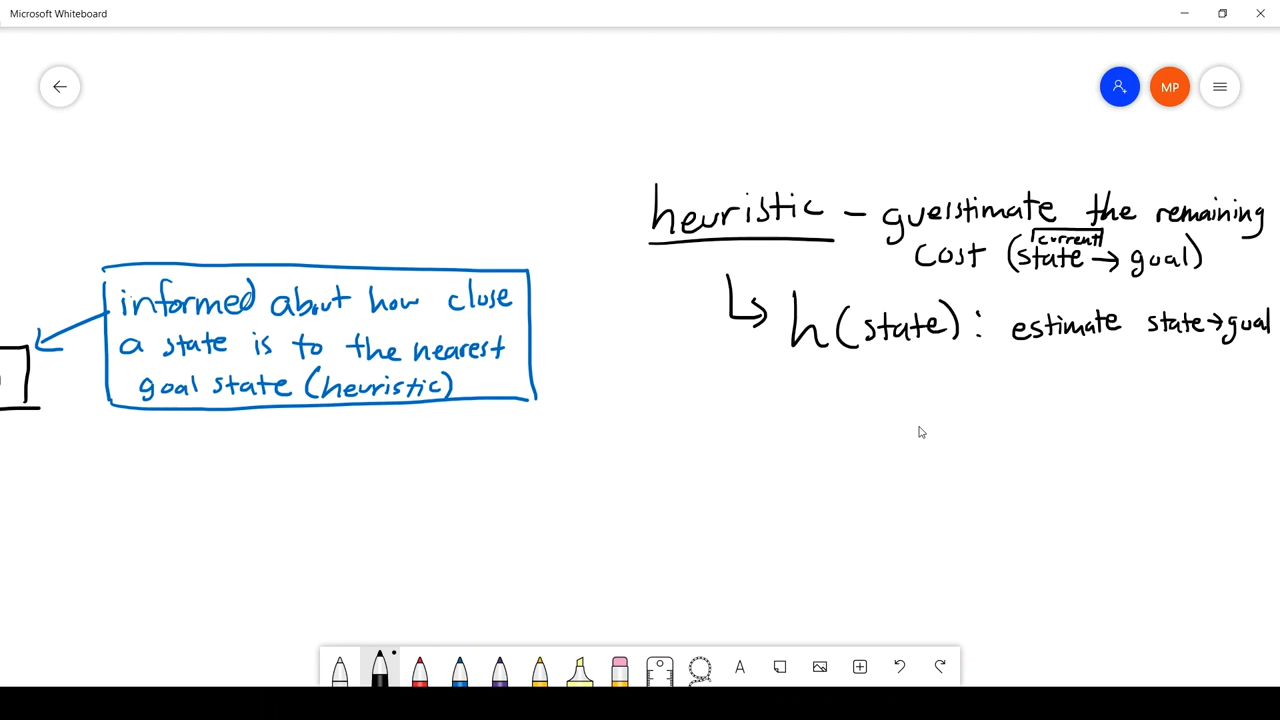 Microsoft Whiteboard
MP
heuristic – guesstimate the remaining
cost (state → goal)
current
h(state): estimate state→goal
informed about how close
a state is to the nearest
goal state (heuristic)
A